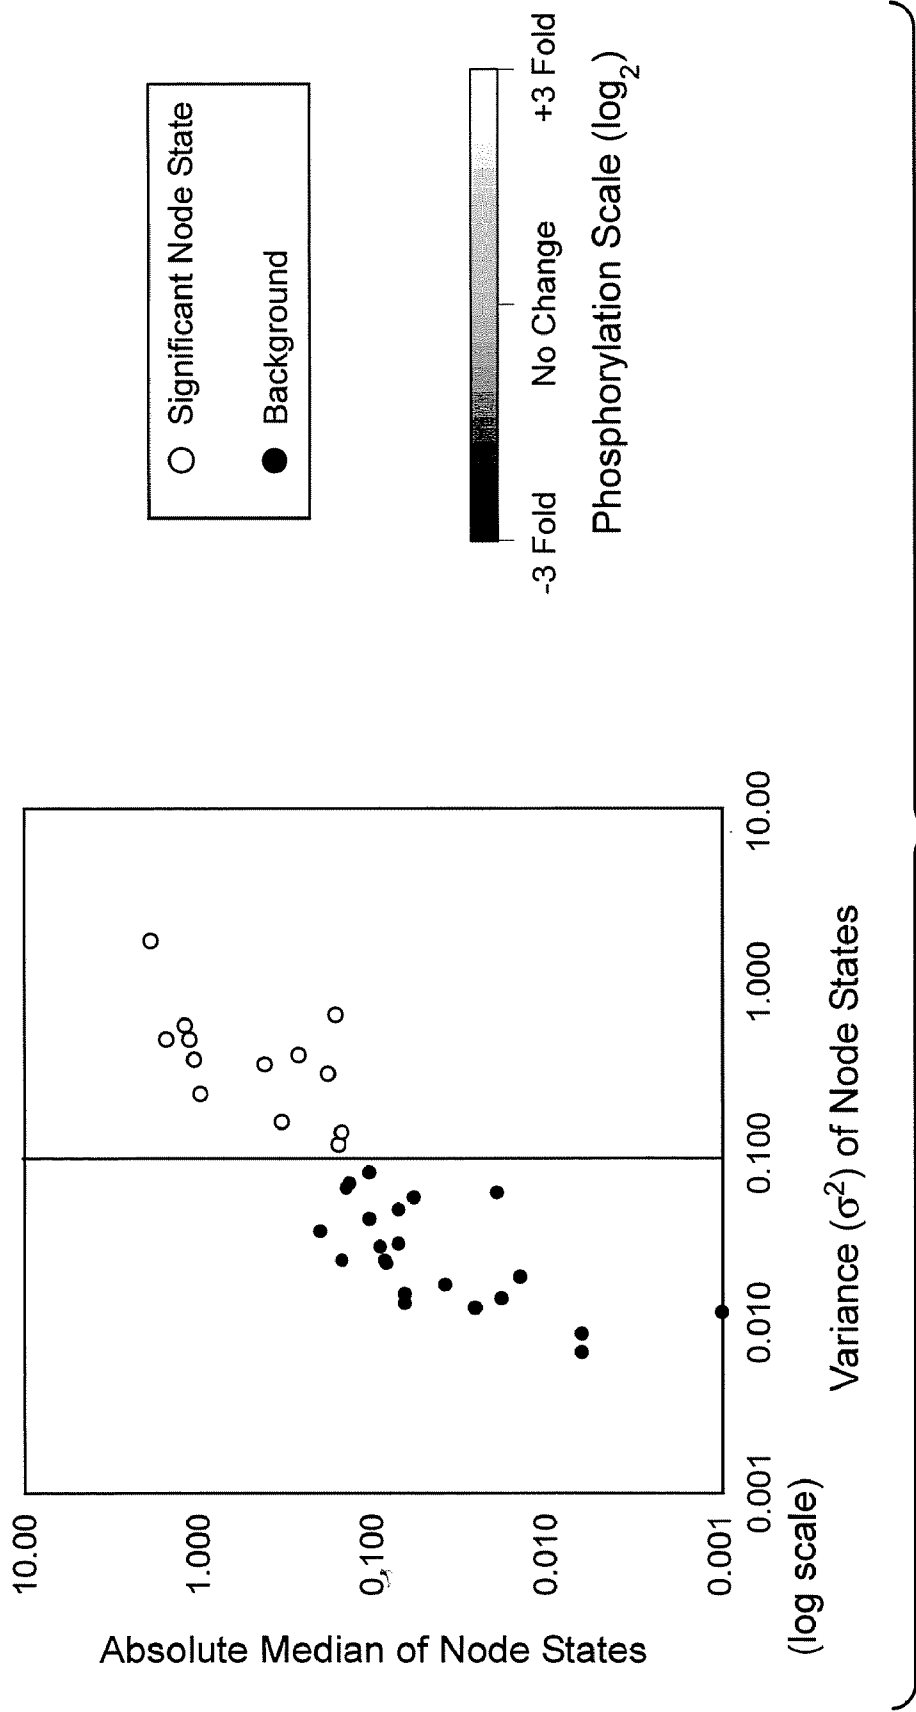 Absolute Median of Node States
10.00
1.000
0.100
0.010
0.001
0.001
0.010
0.100
1.000
10.00
(log scale)
Variance (σ²) of Node States
Significant Node State
Background
-3 Fold
No Change
+3 Fold
Phosphorylation Scale (log₂)